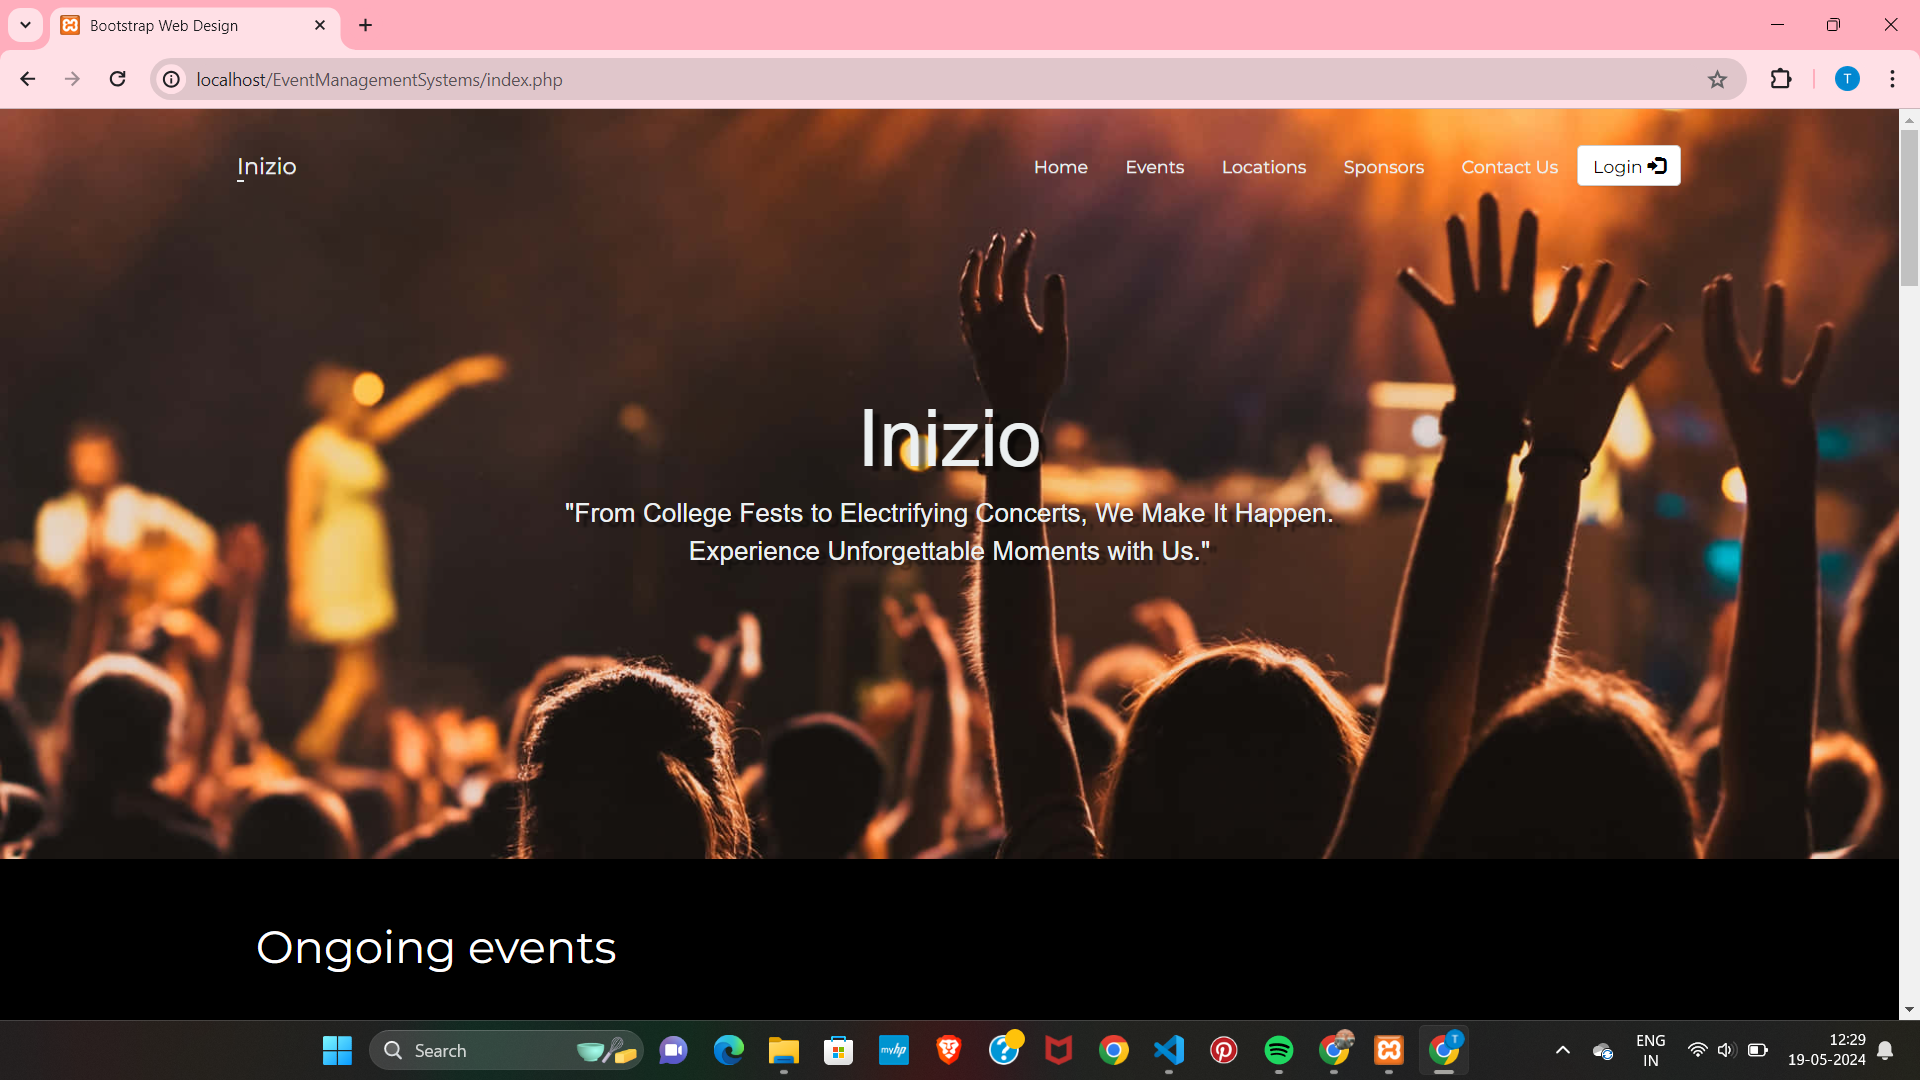 Bootstrap Web Design
localhost/EventManagementSystems/index.php
T
Inizio
Home Events Locations Sponsors Contact Us Login
Inizio
"From College Fests to Electrifying Concerts, We Make It Happen.
Experience Unforgettable Moments with Us."
Ongoing events
Search
myhp
T
ENG
IN
12:29
19-05-2024